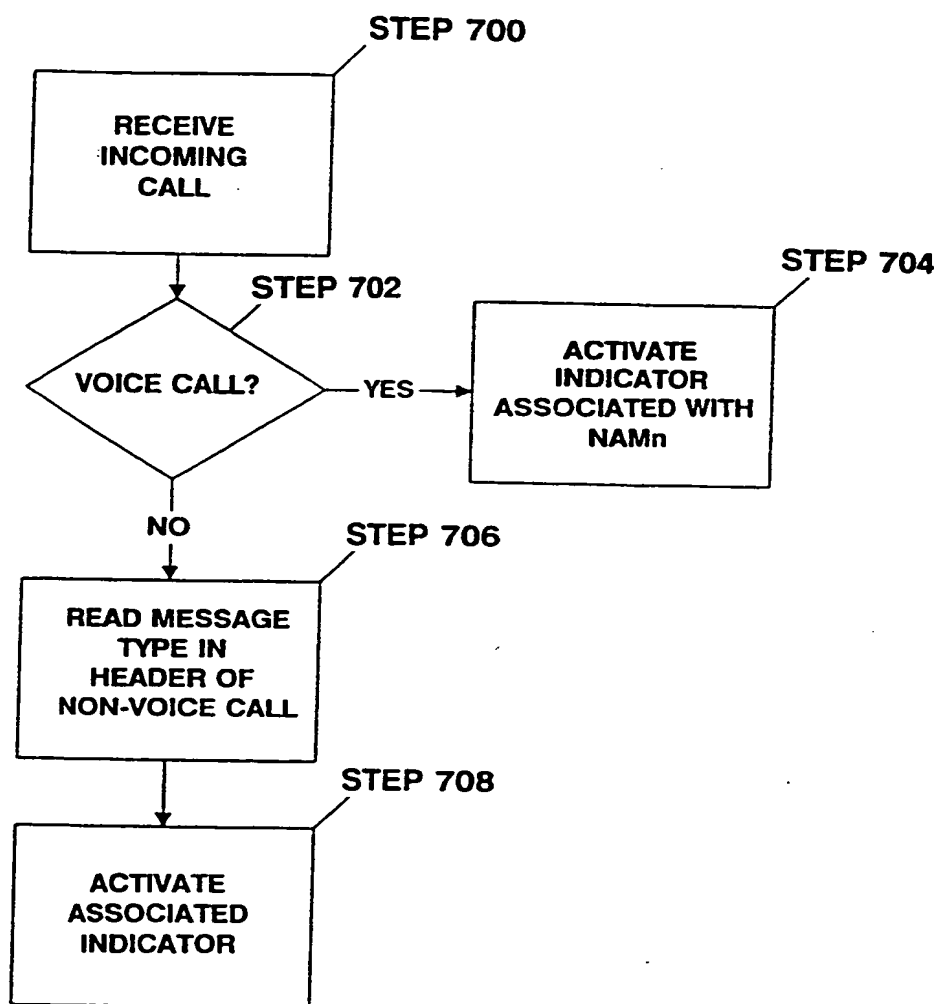 STEP 700
RECEIVE
INCOMING
CALL
STEP 702
VOICE CALL?
YES
STEP 704
ACTIVATE
INDICATOR
ASSOCIATED WITH
NAMn
NO
STEP 706
READ MESSAGE
TYPE IN
HEADER OF
NON-VOICE CALL
STEP 708
ACTIVATE
ASSOCIATED
INDICATOR